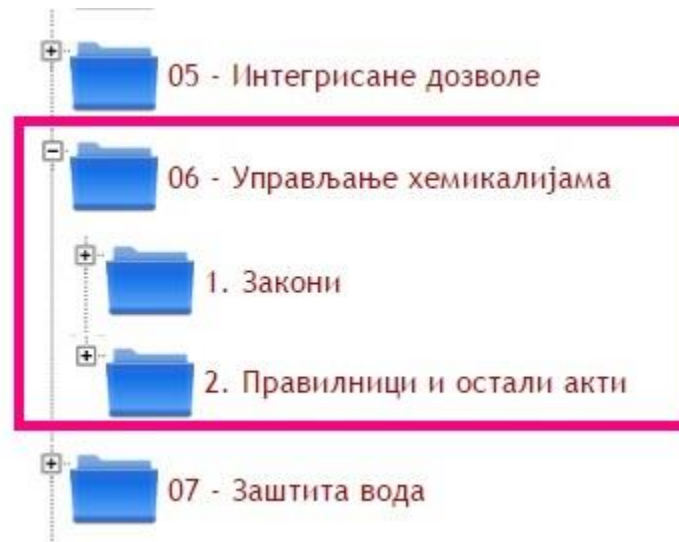 05 - Интегрисане дозволе
06 - Управљање хемикалијама
1. Закони
2. Правилници и остали акти
07 - Заштита вода